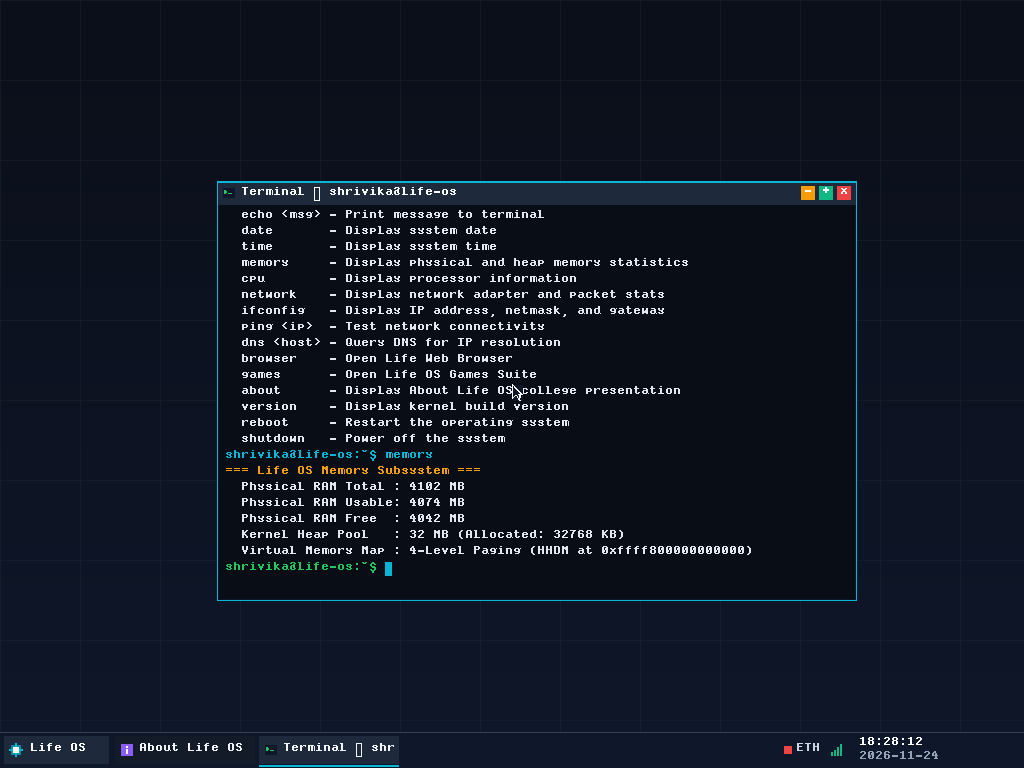 Terminal ▯ shrivika@life-os
echo <msg> - Print message to terminal
date - Display system date
time - Display system time
memory - Display physical and heap memory statistics
cpu - Display processor information
network - Display network adapter and packet stats
ifconfig - Display IP address, netmask, and gateway
ping <ip> - Test network connectivity
dns <host> - Query DNS for IP resolution
browser - Open Life Web Browser
games - Open Life OS Games Suite
about - Display About Life OS college presentation
version - Display kernel build version
reboot - Restart the operating system
shutdown - Power off the system
shrivika@life-os:~$ memory
=== Life OS Memory Subsystem ===
Physical RAM Total : 4102 MB
Physical RAM Usable: 4074 MB
Physical RAM Free : 4042 MB
Kernel Heap Pool : 32 MB (Allocated: 32768 KB)
Virtual Memory Map : 4-Level Paging (HHDM at 0xffff800000000000)
shrivika@life-os:~$
Life OS
About Life OS
Terminal ▯ shr
ETH
18:28:12
2026-11-24